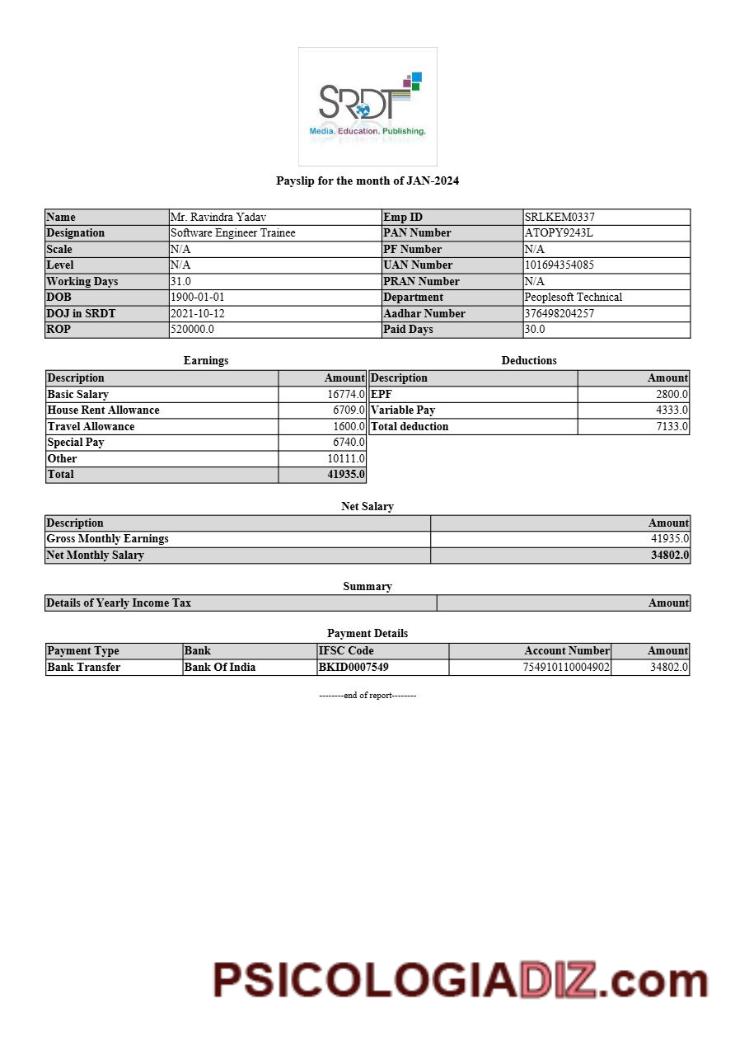 SRDT
Media. Education. Publishing.
Payslip for the month of JAN-2024
Name Mr. Ravindra Yadav Emp ID SRLKEM0337
Designation Software Engineer Trainee PAN Number ATOPY9243L
Scale N/A PF Number N/A
Level N/A UAN Number 101694354085
Working Days 31.0 PRAN Number N/A
DOB 1900-01-01 Department Peoplesoft Technical
DOJ in SRDT 2021-10-12 Aadhar Number 376498204257
ROP 520000.0 Paid Days 30.0
Earnings Deductions
Description Amount Description Amount
Basic Salary 16774.0 EPF 2800.0
House Rent Allowance 6709.0 Variable Pay 4333.0
Travel Allowance 1600.0 Total deduction 7133.0
Special Pay 6740.0
Other 10111.0
Total 41935.0
Net Salary
Description Amount
Gross Monthly Earnings 41935.0
Net Monthly Salary 34802.0
Summary
Details of Yearly Income Tax Amount
Payment Details
Payment Type Bank IFSC Code Account Number Amount
Bank Transfer Bank Of India BKID0007549 754910110004902 34802.0
--------end of report--------
PSICOLOGIADIZ.com